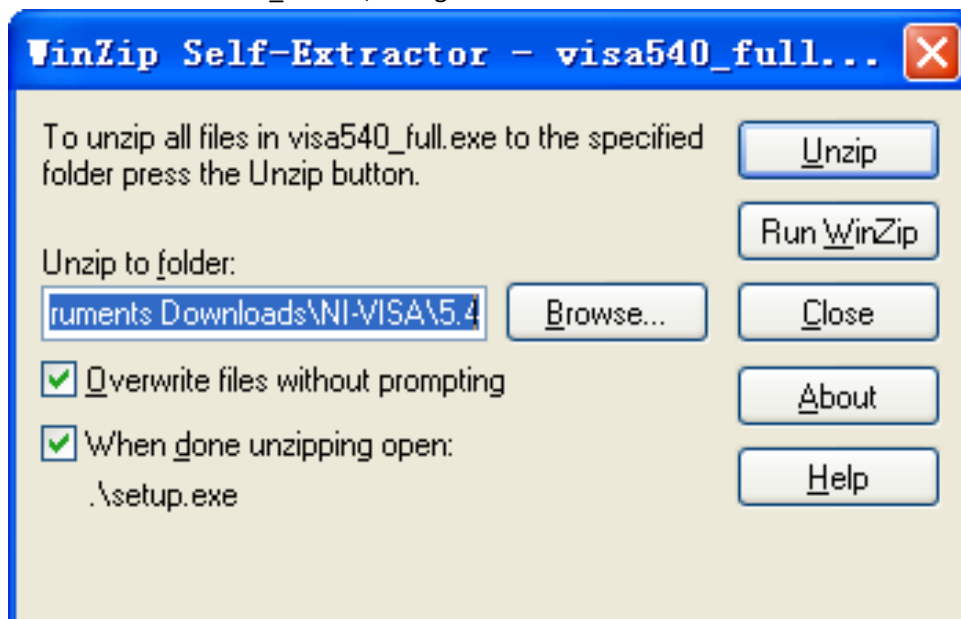 WinZip Self-Extractor - visa540_full...
To unzip all files in visa540_full.exe to the specified
folder press the Unzip button.
Unzip
Run WinZip
Unzip to folder:
ruments Downloads\NI-VISA\5.4
Browse...
Close
Overwrite files without prompting
About
When done unzipping open:
.\setup.exe
Help